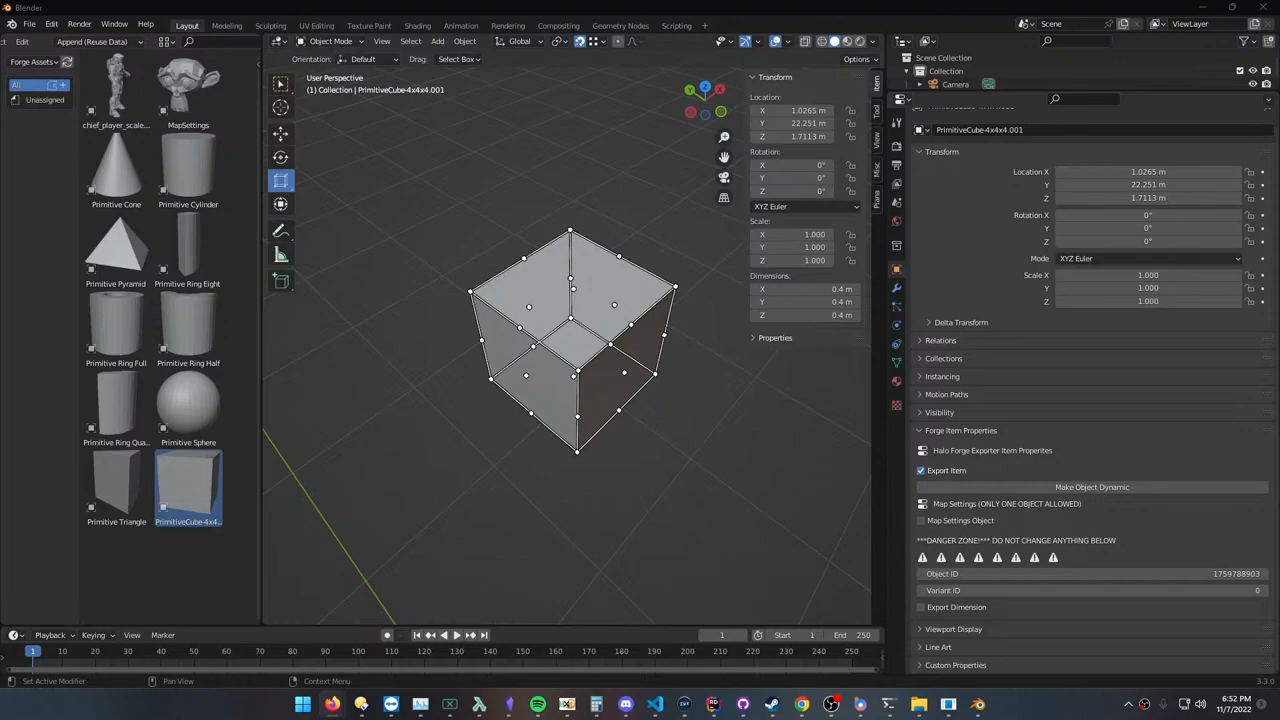 Blender
File Edit Render Window Help Layout Modeling Sculpting UV Editing Texture Paint Shading Animation Rendering Compositing Geometry Nodes Scripting + Scene ViewLayer
ect Edit Append (Reuse Data) Object Mode View Select Add Object Global Options
Forge Assets Orientation: Default Drag: Select Box
All
Unassigned
chief_player_scale... MapSettings
Primitive Cone Primitive Cylinder
Primitive Pyramid Primitive Ring Eight
Primitive Ring Full Primitive Ring Half
Primitive Ring Qua... Primitive Sphere
Primitive Triangle PrimitiveCube-4x4...
User Perspective
(1) Collection | PrimitiveCube-4x4x4.001
Transform
Location:
X 1.0265 m
Y 22.251 m
Z 1.7113 m
Rotation:
X 0°
Y 0°
Z 0°
XYZ Euler
Scale:
X 1.000
Y 1.000
Z 1.000
Dimensions:
X 0.4 m
Y 0.4 m
Z 0.4 m
Properties
Item
Tool
View
Misc
Scene Collection
Collection
Camera
PrimitiveCube-4x4x4.001
Transform
Location X 1.0265 m
Y 22.251 m
Z 1.7113 m
Rotation X 0°
Y 0°
Z 0°
Mode XYZ Euler
Scale X 1.000
Y 1.000
Z 1.000
Delta Transform
Relations
Collections
Instancing
Motion Paths
Visibility
Forge Item Properties
Halo Forge Exporter Item Properites
Export Item
Make Object Dynamic
Map Settings (ONLY ONE OBJECT ALLOWED)
Map Settings Object
***DANGER ZONE!*** DO NOT CHANGE ANYTHING BELOW
Object ID 1759788903
Variant ID 0
Export Dimension
Viewport Display
Line Art
Custom Properties
Playback Keying View Marker 1 Start 1 End 250
1 10 20 30 40 50 60 70 80 90 100 110 120 130 140 150 160 170 180 190 200 210 220 230 240 250
Set Active Modifier Pan View Context Menu 3.3.0
6:52 PM
11/7/2022